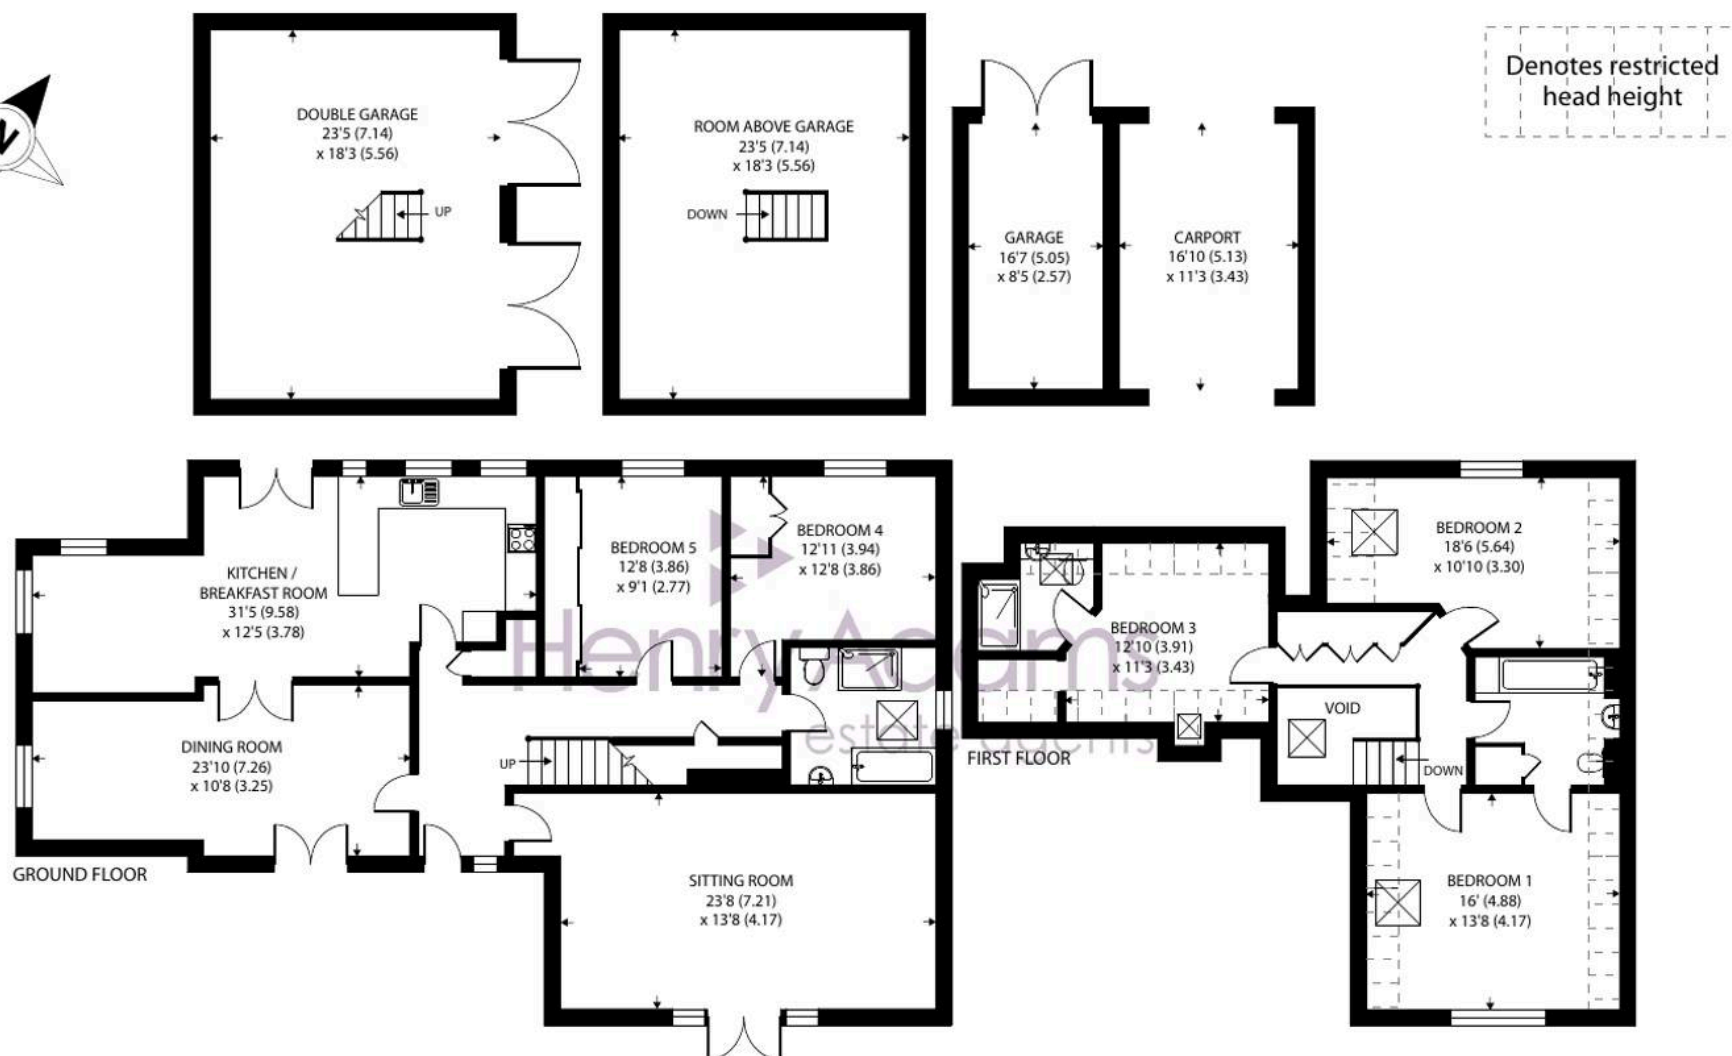 DOUBLE GARAGE
23'5 (7.14)
x 18'3 (5.56)
UP
ROOM ABOVE GARAGE
23'5 (7.14)
x 18'3 (5.56)
DOWN
GARAGE
16'7 (5.05)
x 8'5 (2.57)
CARPORT
16'10 (5.13)
x 11'3 (3.43)
Denotes restricted
head height
N
KITCHEN /
BREAKFAST ROOM
31'5 (9.58)
x 12'5 (3.78)
BEDROOM 5
12'8 (3.86)
x 9'1 (2.77)
BEDROOM 4
12'11 (3.94)
x 12'8 (3.86)
DINING ROOM
23'10 (7.26)
x 10'8 (3.25)
UP
SITTING ROOM
23'8 (7.21)
x 13'8 (4.17)
GROUND FLOOR
Henry Adams
estate agents
BEDROOM 2
18'6 (5.64)
x 10'10 (3.30)
BEDROOM 3
12'10 (3.91)
x 11'3 (3.43)
VOID
DOWN
FIRST FLOOR
BEDROOM 1
16' (4.88)
x 13'8 (4.17)